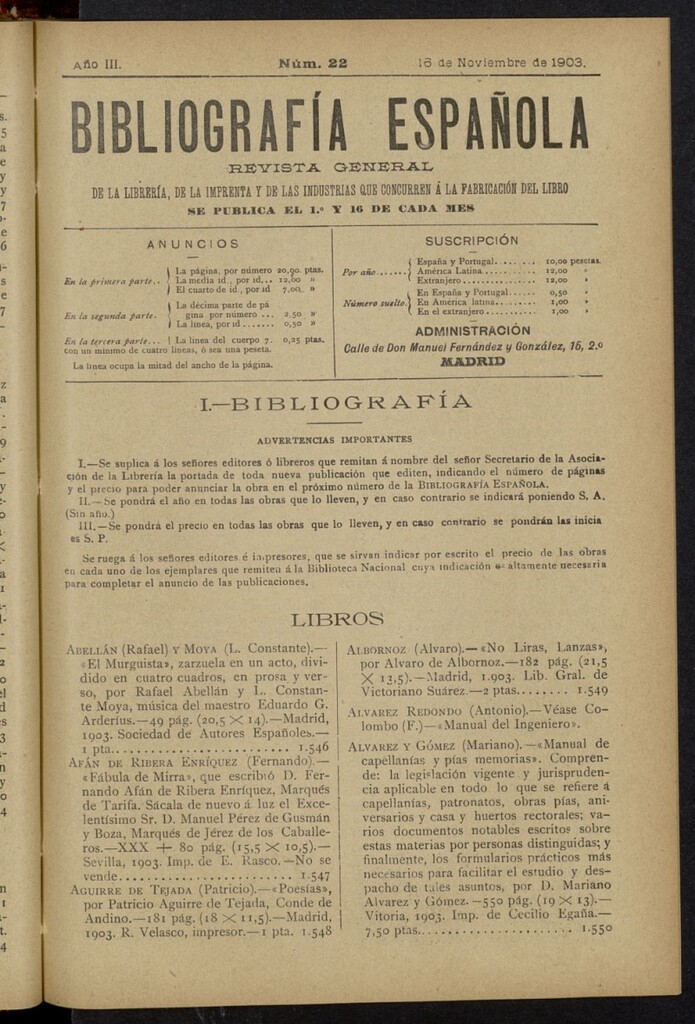 Año III.
Núm. 22
16 de Noviembre de 1903.
BIBLIOGRAFÍA ESPAÑOLA
REVISTA GENERAL
DE LA LIBRERÍA, DE LA IMPRENTA Y DE LAS INDUSTRIAS QUE CONCURREN Á LA FABRICACIÓN DEL LIBRO
SE PUBLICA EL 1.º Y 16 DE CADA MES
ANUNCIOS
En la primera parte.. { La página, por número 20,00. ptas.
La media id., por id... 12,00 »
El cuarto de id., por id 7,00. »
En la segunda parte. { La décima parte de pá
gina por número ... 2,50 »
La línea, por id ....... 0,50 »
En la tercera parte... { La línea del cuerpo 7. 0,25 ptas.
con un mínimo de cuatro líneas, ó sea una peseta.
La línea ocupa la mitad del ancho de la página.
SUSCRIPCIÓN
Por año...... { España y Portugal........ 10,00 pesetas.
América Latina......... 12,00 »
Extranjero............. 12,00 »
Número suelto. { En España y Portugal..... 0,50 »
En América latina....... 1,00 »
En el extranjero......... 1,00 »
ADMINISTRACIÓN
Calle de Don Manuel Fernández y González, 15, 2.º
MADRID
I.—BIBLIOGRAFÍA
ADVERTENCIAS IMPORTANTES
I.—Se suplica á los señores editores ó libreros que remitan á nombre del señor Secretario de la Asocia-
ción de la Librería la portada de toda nueva publicación que editen, indicando el número de páginas
y el precio para poder anunciar la obra en el próximo número de la BIBLIOGRAFÍA ESPAÑOLA.
II.—Se pondrá el año en todas las obras que lo lleven, y en caso contrario se indicará poniendo S. A.
(Sin año.)
III.—Se pondrá el precio en todas las obras que lo lleven, y en caso contrario se pondrán las inicia
es S. P.
Se ruega á los señores editores é impresores, que se sirvan indicar por escrito el precio de las obras
en cada uno de los ejemplares que remiten á la Biblioteca Nacional cuya indicación es altamente necesaria
para completar el anuncio de las publicaciones.
LIBROS
ABELLÁN (Rafael) Y MOYA (L. Constante).—
«El Murguista», zarzuela en un acto, divi-
dido en cuatro cuadros, en prosa y ver-
so, por Rafael Abellán y L. Constan-
te Moya, música del maestro Eduardo G.
Arderíus.—49 pág. (20,5 × 14).—Madrid,
1903. Sociedad de Autores Españoles.—
1 pta........................ 1.546
AFÁN DE RIBERA ENRÍQUEZ (Fernando).—
«Fábula de Mirra», que escribió D. Fer-
nando Afán de Ribera Enríquez, Marqués
de Tarifa. Sácala de nuevo á luz el Exce-
lentísimo Sr. D. Manuel Pérez de Guzmán
y Boza, Marqués de Jérez de los Caballe-
ros.—XXX + 80 pág. (15,5 × 10,5).—
Sevilla, 1903. Imp. de E. Rasco.—No se
vende........................ 1.547
AGUIRRE DE TEJADA (Patricio).—«Poesías»,
por Patricio Aguirre de Tejada, Conde de
Andino.—181 pág. (18 × 11,5).—Madrid,
1903. R. Velasco, impresor.—1 pta. 1.548
ALBORNOZ (Alvaro).—«No Liras, Lanzas»,
por Alvaro de Albornoz.—182 pág. (21,5
× 13,5).—Madrid, 1.903. Lib. Gral. de
Victoriano Suárez.—2 ptas........ 1.549
ALVAREZ REDONDO (Antonio).—Véase Co-
lombo (F.)—«Manual del Ingeniero».
ALVAREZ Y GÓMEZ (Mariano).—«Manual de
capellanías y pías memorias». Compren-
de: la legislación vigente y jurispruden-
cia aplicable en todo lo que se refiere á
capellanías, patronatos, obras pías, ani-
versarios y casa y huertos rectorales; va-
rios documentos notables escritos sobre
estas materias por personas distinguidas; y
finalmente, los formularios prácticos más
necesarios para facilitar el estudio y des-
pacho de tales asuntos, por D. Mariano
Alvarez y Gómez.—550 pág. (19 × 13).—
Vitoria, 1903. Imp. de Cecilio Egaña.—
7,50 ptas..................... 1.550